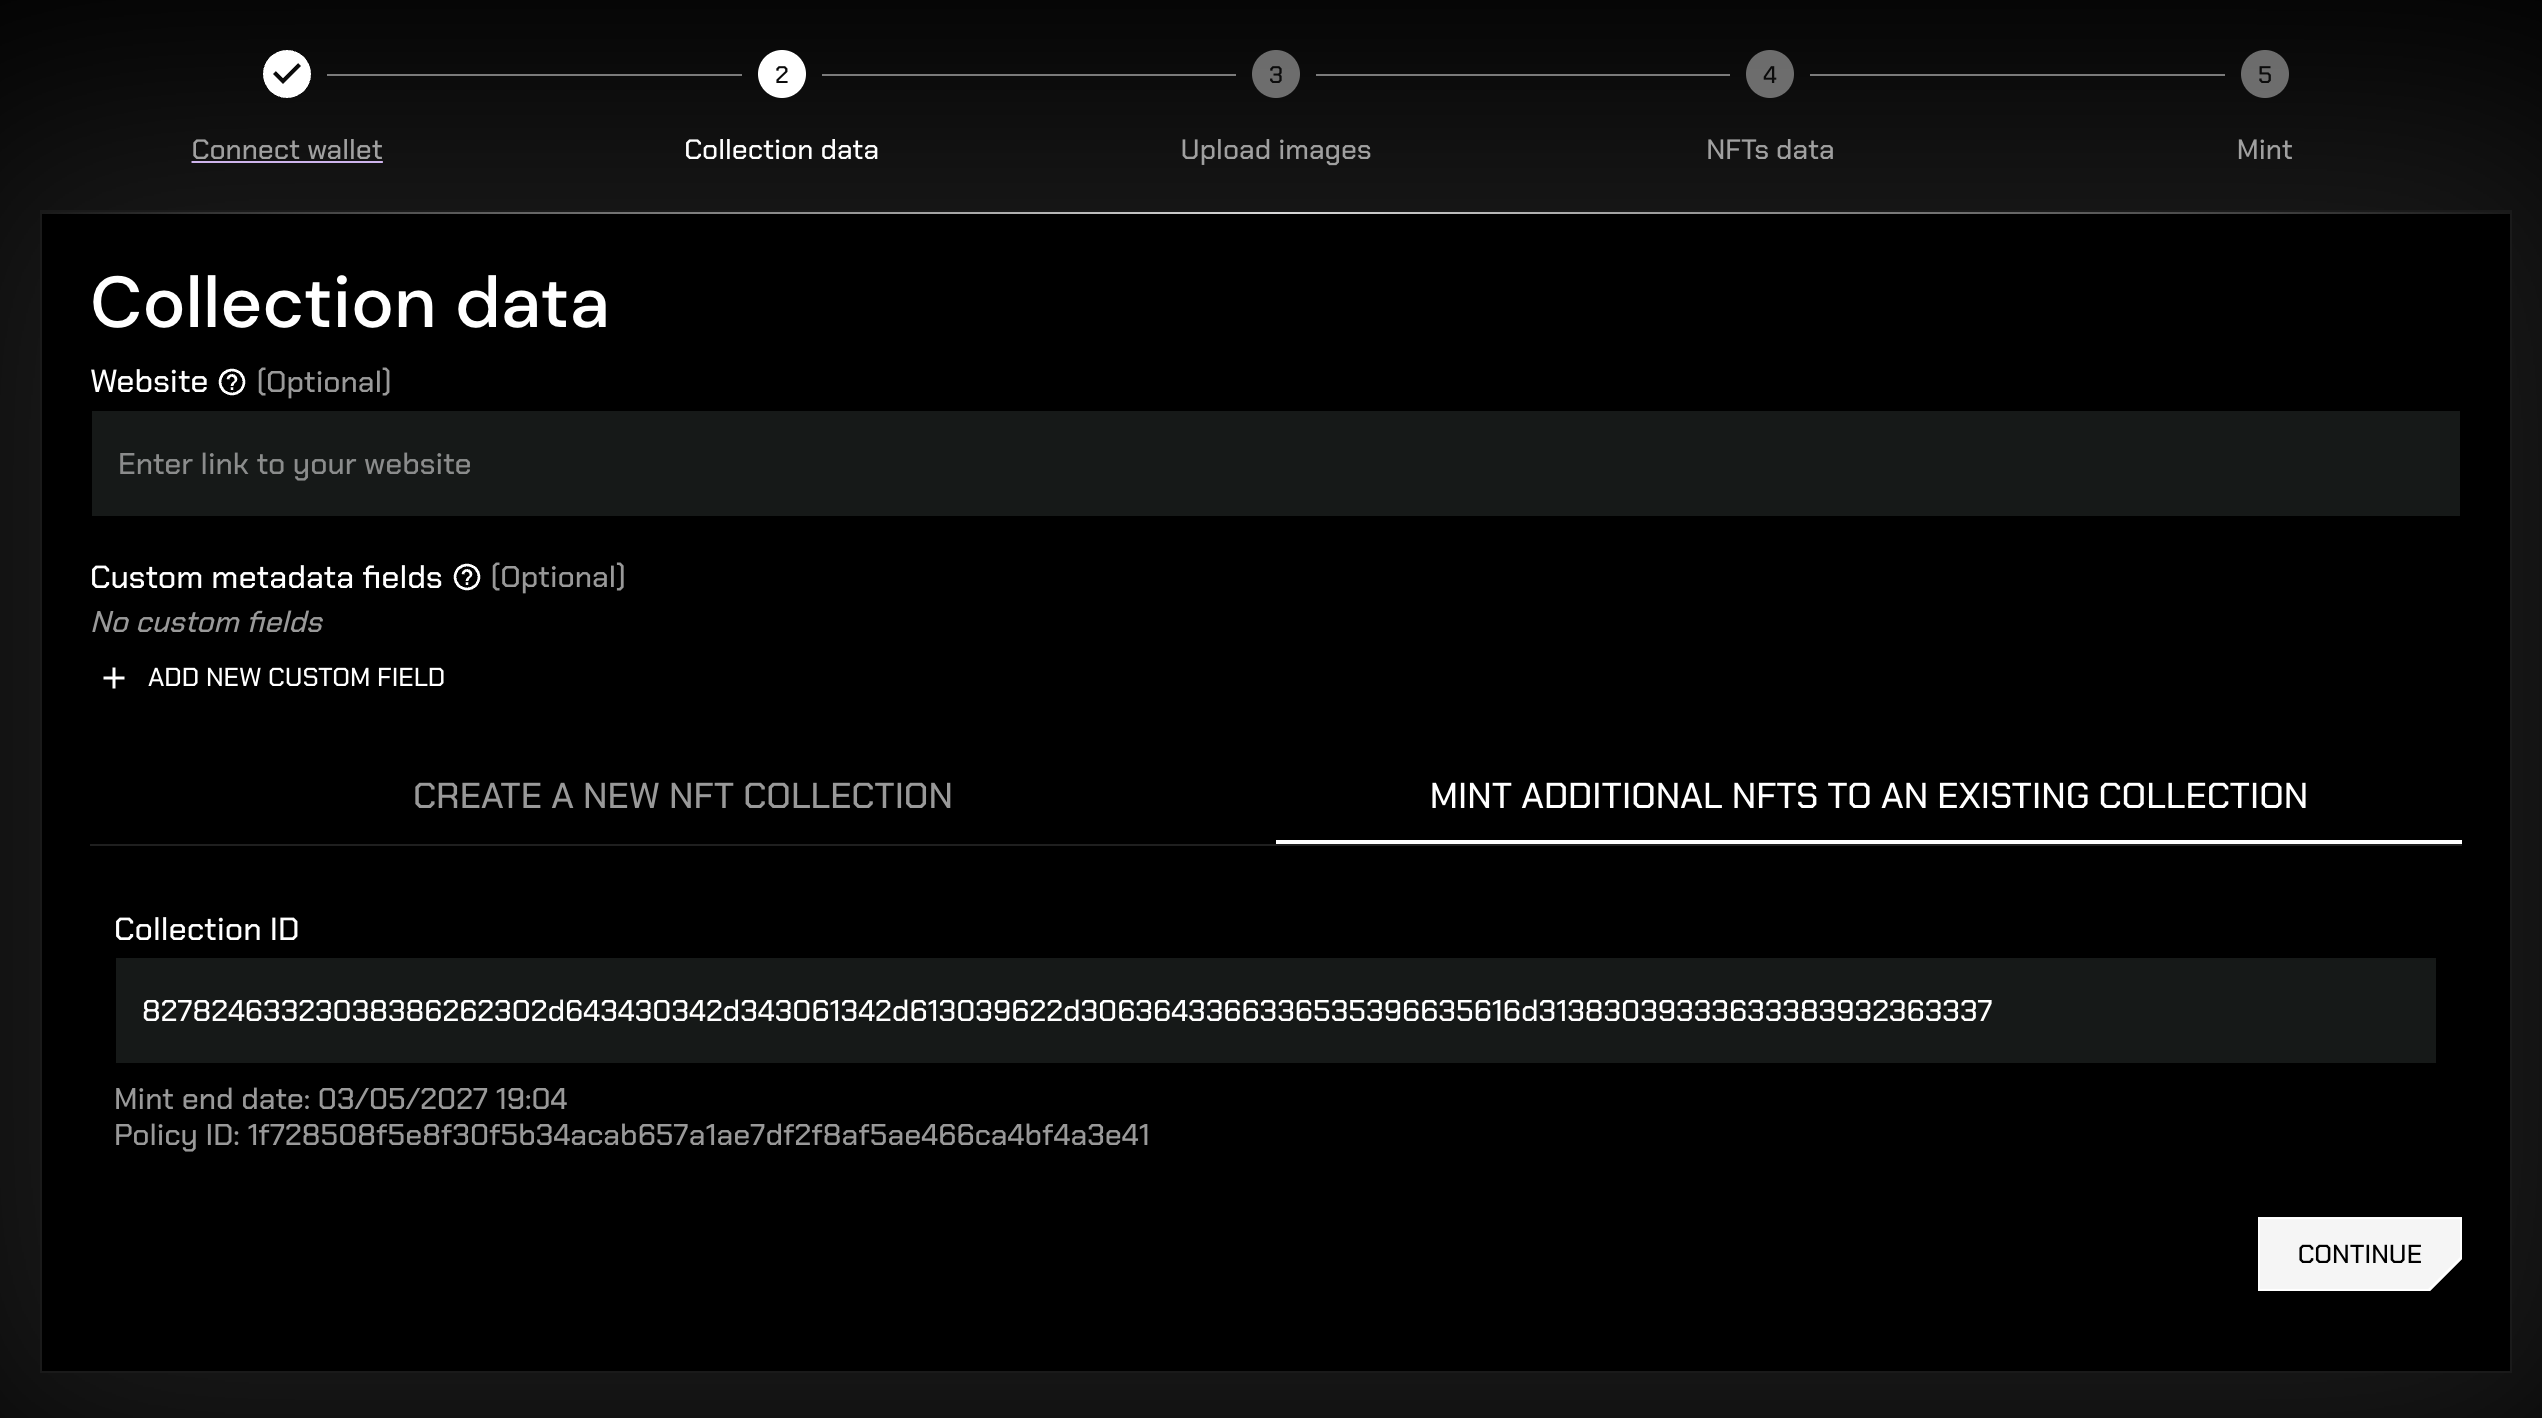 2 3 4 5
Connect wallet Collection data Upload images NFTs data Mint
Collection data
Website ? (Optional)
Enter link to your website
Custom metadata fields ? (Optional)
No custom fields
+ ADD NEW CUSTOM FIELD
CREATE A NEW NFT COLLECTION MINT ADDITIONAL NFTS TO AN EXISTING COLLECTION
Collection ID
82782463323038386262302d643430342d343061342d613039622d3063643366336535396635616d31383039333633383932363337
Mint end date: 03/05/2027 19:04
Policy ID: 1f728508f5e8f30f5b34acab657a1ae7df2f8af5ae466ca4bf4a3e41
CONTINUE